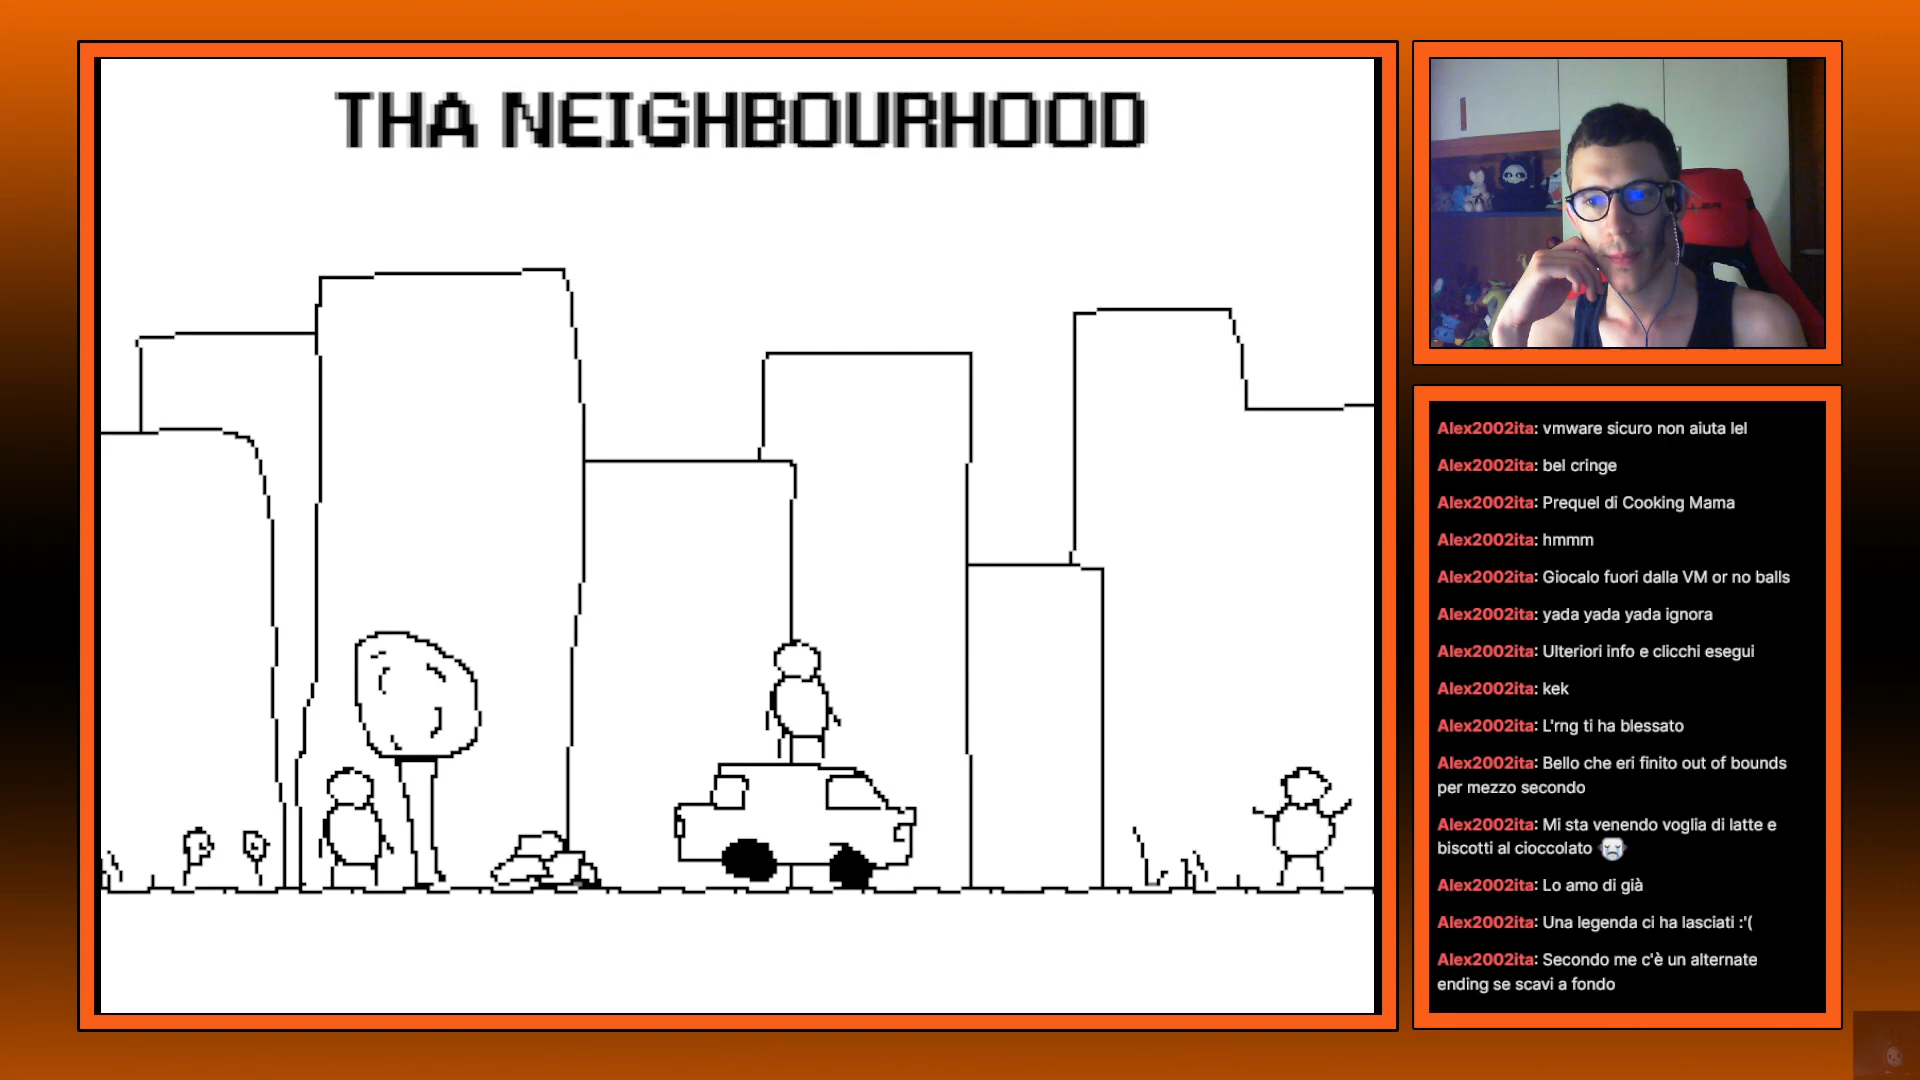 THA NEIGHBOURHOOD
Alex2002ita: vmware sicuro non aiuta lel
Alex2002ita: bel cringe
Alex2002ita: Prequel di Cooking Mama
Alex2002ita: hmmm
Alex2002ita: Giocalo fuori dalla VM or no balls
Alex2002ita: yada yada yada ignora
Alex2002ita: Ulteriori info e clicchi esegui
Alex2002ita: kek
Alex2002ita: L'rng ti ha blessato
Alex2002ita: Bello che eri finito out of bounds
per mezzo secondo
Alex2002ita: Mi sta venendo voglia di latte e
biscotti al cioccolato
Alex2002ita: Lo amo di già
Alex2002ita: Una legenda ci ha lasciati :'(
Alex2002ita: Secondo me c'è un alternate
ending se scavi a fondo